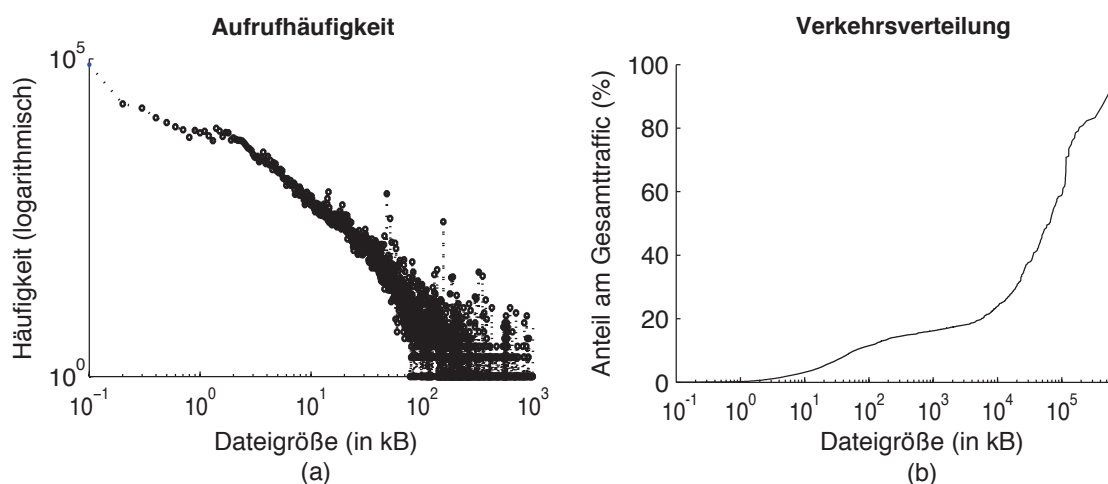 Aufrufhäufigkeit
Häufigkeit (logarithmisch)
10^5
10^0
10^-1
10^0
10^1
10^2
10^3
Dateigröße (in kB)
(a)
Verkehrsverteilung
Anteil am Gesamttraffic (%)
100
80
60
40
20
0
10^-1
10^0
10^1
10^2
10^3
10^4
10^5
Dateigröße (in kB)
(b)